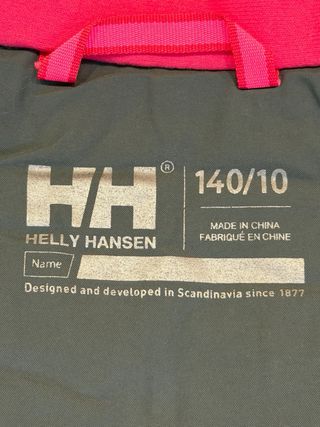 HH®
140/10
HELLY HANSEN
MADE IN CHINA
FABRIQUÉ EN CHINE
Name
Designed and developed in Scandinavia since 1877